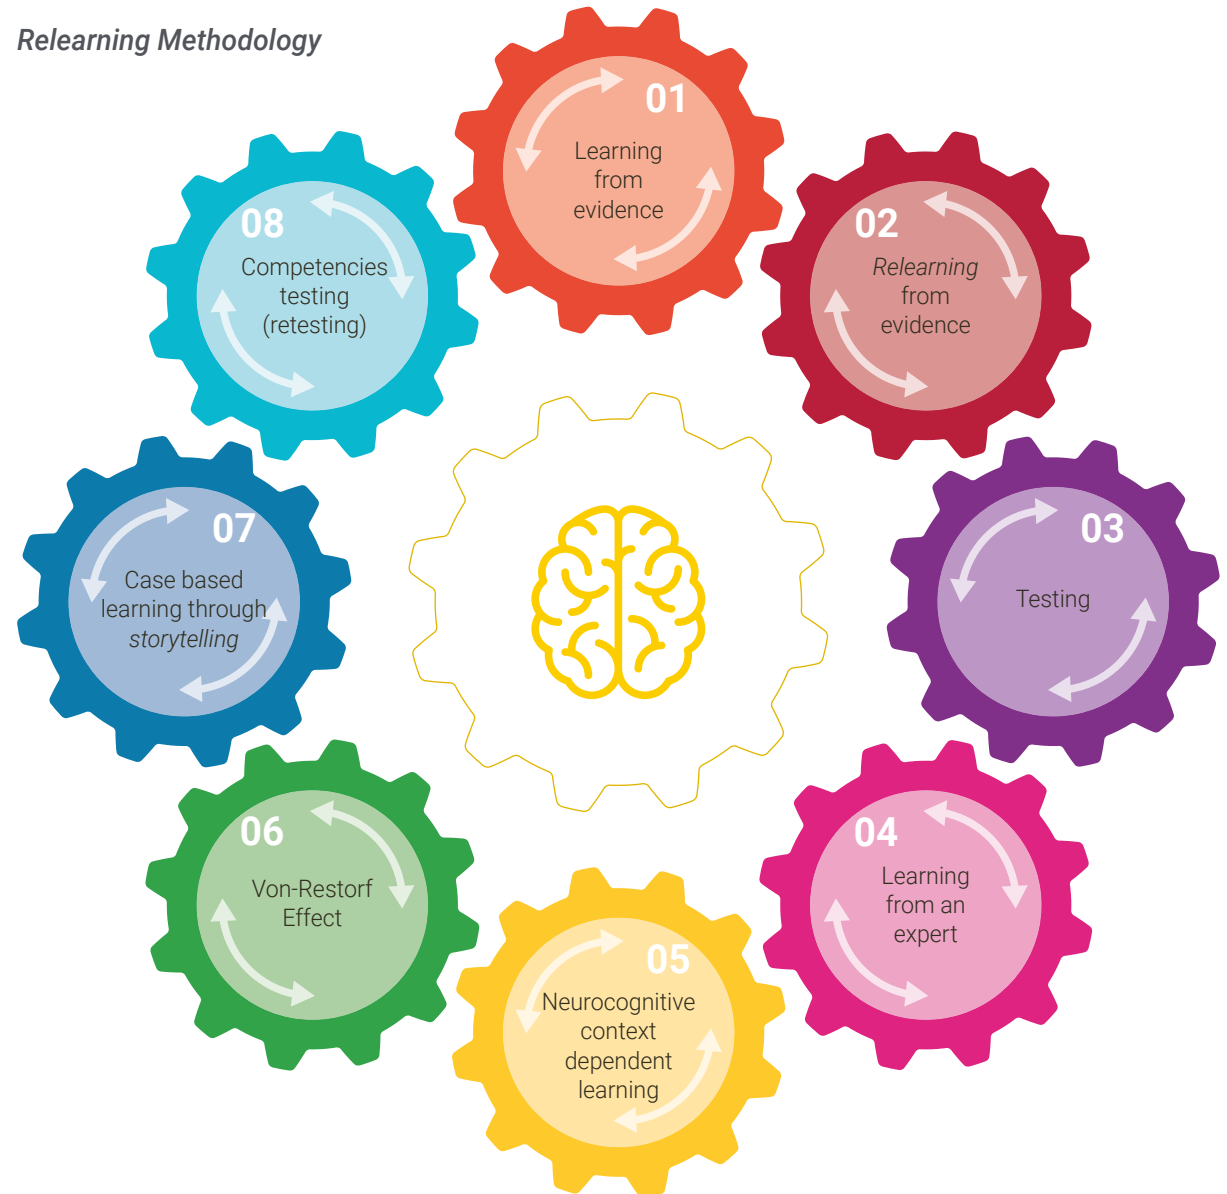 Relearning Methodology
01
Learning
from
evidence
02
Relearning
from
evidence
03
Testing
04
Learning
from an
expert
05
Neurocognitive
context
dependent
learning
06
Von-Restorf
Effect
07
Case based
learning through
storytelling
08
Competencies
testing
(retesting)